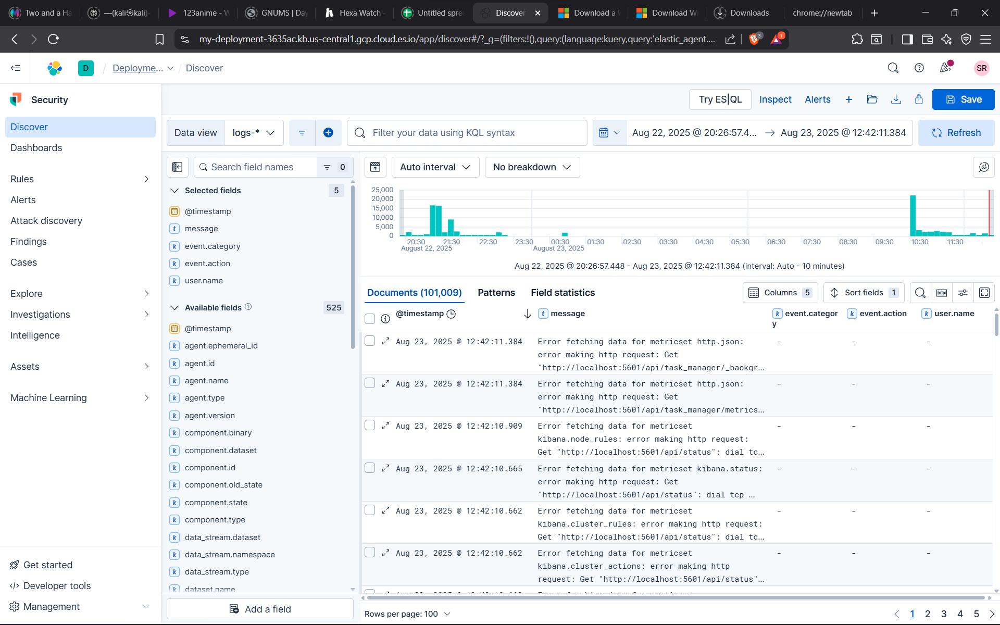 Two and a Ha
—(kali㉿kali)-
123anime - W
GNUMS | Day
Hexa Watch -
Untitled spre
Discover
Download a W
Download Wi
Downloads
chrome://newtab
my-deployment-3635ac.kb.us-central1.gcp.cloud.es.io/app/discover#/?_g=(filters:!(),query:(language:kuery,query:'elastic_agent....
3
1
D
/
Deployme...
/
Discover
SR
Security
Try ES|QL
Inspect
Alerts
Save
Discover
Dashboards
Rules
Alerts
Attack discovery
Findings
Cases
Explore
Investigations
Intelligence
Assets
Machine Learning
Get started
Developer tools
Management
Data view
logs-*
Filter your data using KQL syntax
Aug 22, 2025 @ 20:26:57.4... → Aug 23, 2025 @ 12:42:11.384
Refresh
Search field names
0
Selected fields
5
@timestamp
t message
k event.category
k event.action
k user.name
Available fields
525
@timestamp
k agent.ephemeral_id
k agent.id
k agent.name
k agent.type
k agent.version
k component.binary
k component.dataset
k component.id
k component.old_state
k component.state
k component.type
k data_stream.dataset
k data_stream.namespace
k data_stream.type
k dataset.name
Add a field
Auto interval
No breakdown
25,000
20,000
15,000
10,000
5,000
0
20:30 21:30 22:30 23:30 00:30 01:30 02:30 03:30 04:30 05:30 06:30 07:30 08:30 09:30 10:30 11:30
August 22, 2025 August 23, 2025
Aug 22, 2025 @ 20:26:57.448 - Aug 23, 2025 @ 12:42:11.384 (interval: Auto - 10 minutes)
Documents (101,009)
Patterns
Field statistics
Columns 5
Sort fields 1
@timestamp
t message
k event.categor
y
k event.action
k user.name
Aug 23, 2025 @ 12:42:11.384
Error fetching data for metricset http.json:
error making http request: Get
"http://localhost:5601/api/task_manager/_backgr...
- - -
Aug 23, 2025 @ 12:42:11.384
Error fetching data for metricset http.json:
error making http request: Get
"http://localhost:5601/api/task_manager/metrics...
- - -
Aug 23, 2025 @ 12:42:10.909
Error fetching data for metricset
kibana.node_rules: error making http request:
Get "http://localhost:5601/api/status": dial tc...
- - -
Aug 23, 2025 @ 12:42:10.665
Error fetching data for metricset kibana.status:
error making http request: Get
"http://localhost:5601/api/status": dial tcp ...
- - -
Aug 23, 2025 @ 12:42:10.662
Error fetching data for metricset
kibana.cluster_rules: error making http request:
Get "http://localhost:5601/api/status": dial tc...
- - -
Aug 23, 2025 @ 12:42:10.662
Error fetching data for metricset
kibana.cluster_actions: error making http
request: Get "http://localhost:5601/api/status"...
- - -
Rows per page: 100
1 2 3 4 5